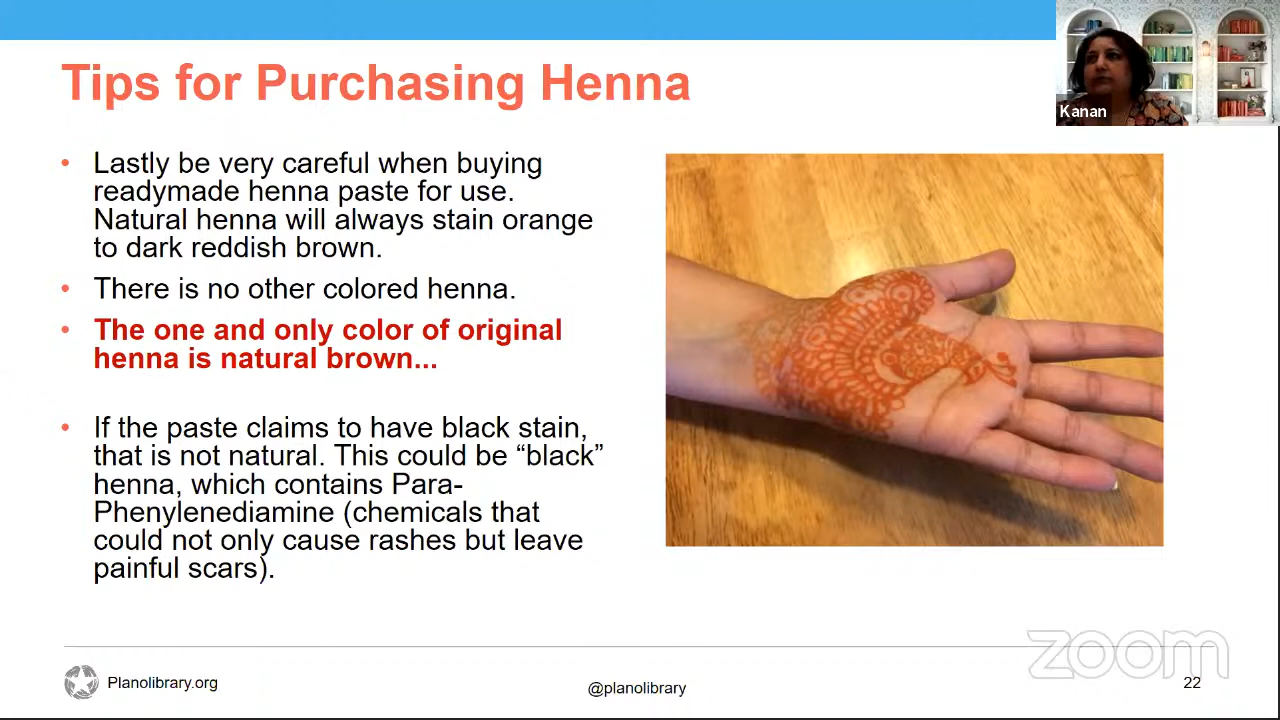 Tips for Purchasing Henna
Kanan
• Lastly be very careful when buying
readymade henna paste for use.
Natural henna will always stain orange
to dark reddish brown.
• There is no other colored henna.
• The one and only color of original
henna is natural brown...
• If the paste claims to have black stain,
that is not natural. This could be “black”
henna, which contains Para-
Phenylenediamine (chemicals that
could not only cause rashes but leave
painful scars).
zoom
Planolibrary.org
@planolibrary
22